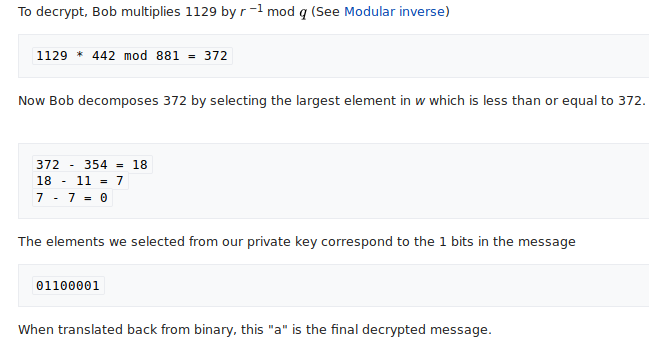 To decrypt, Bob multiplies 1129 by r −1 mod q (See Modular inverse)
1129 * 442 mod 881 = 372
Now Bob decomposes 372 by selecting the largest element in w which is less than or equal to 372.
372 - 354 = 18
18 - 11 = 7
7 - 7 = 0
The elements we selected from our private key correspond to the 1 bits in the message
01100001
When translated back from binary, this "a" is the final decrypted message.